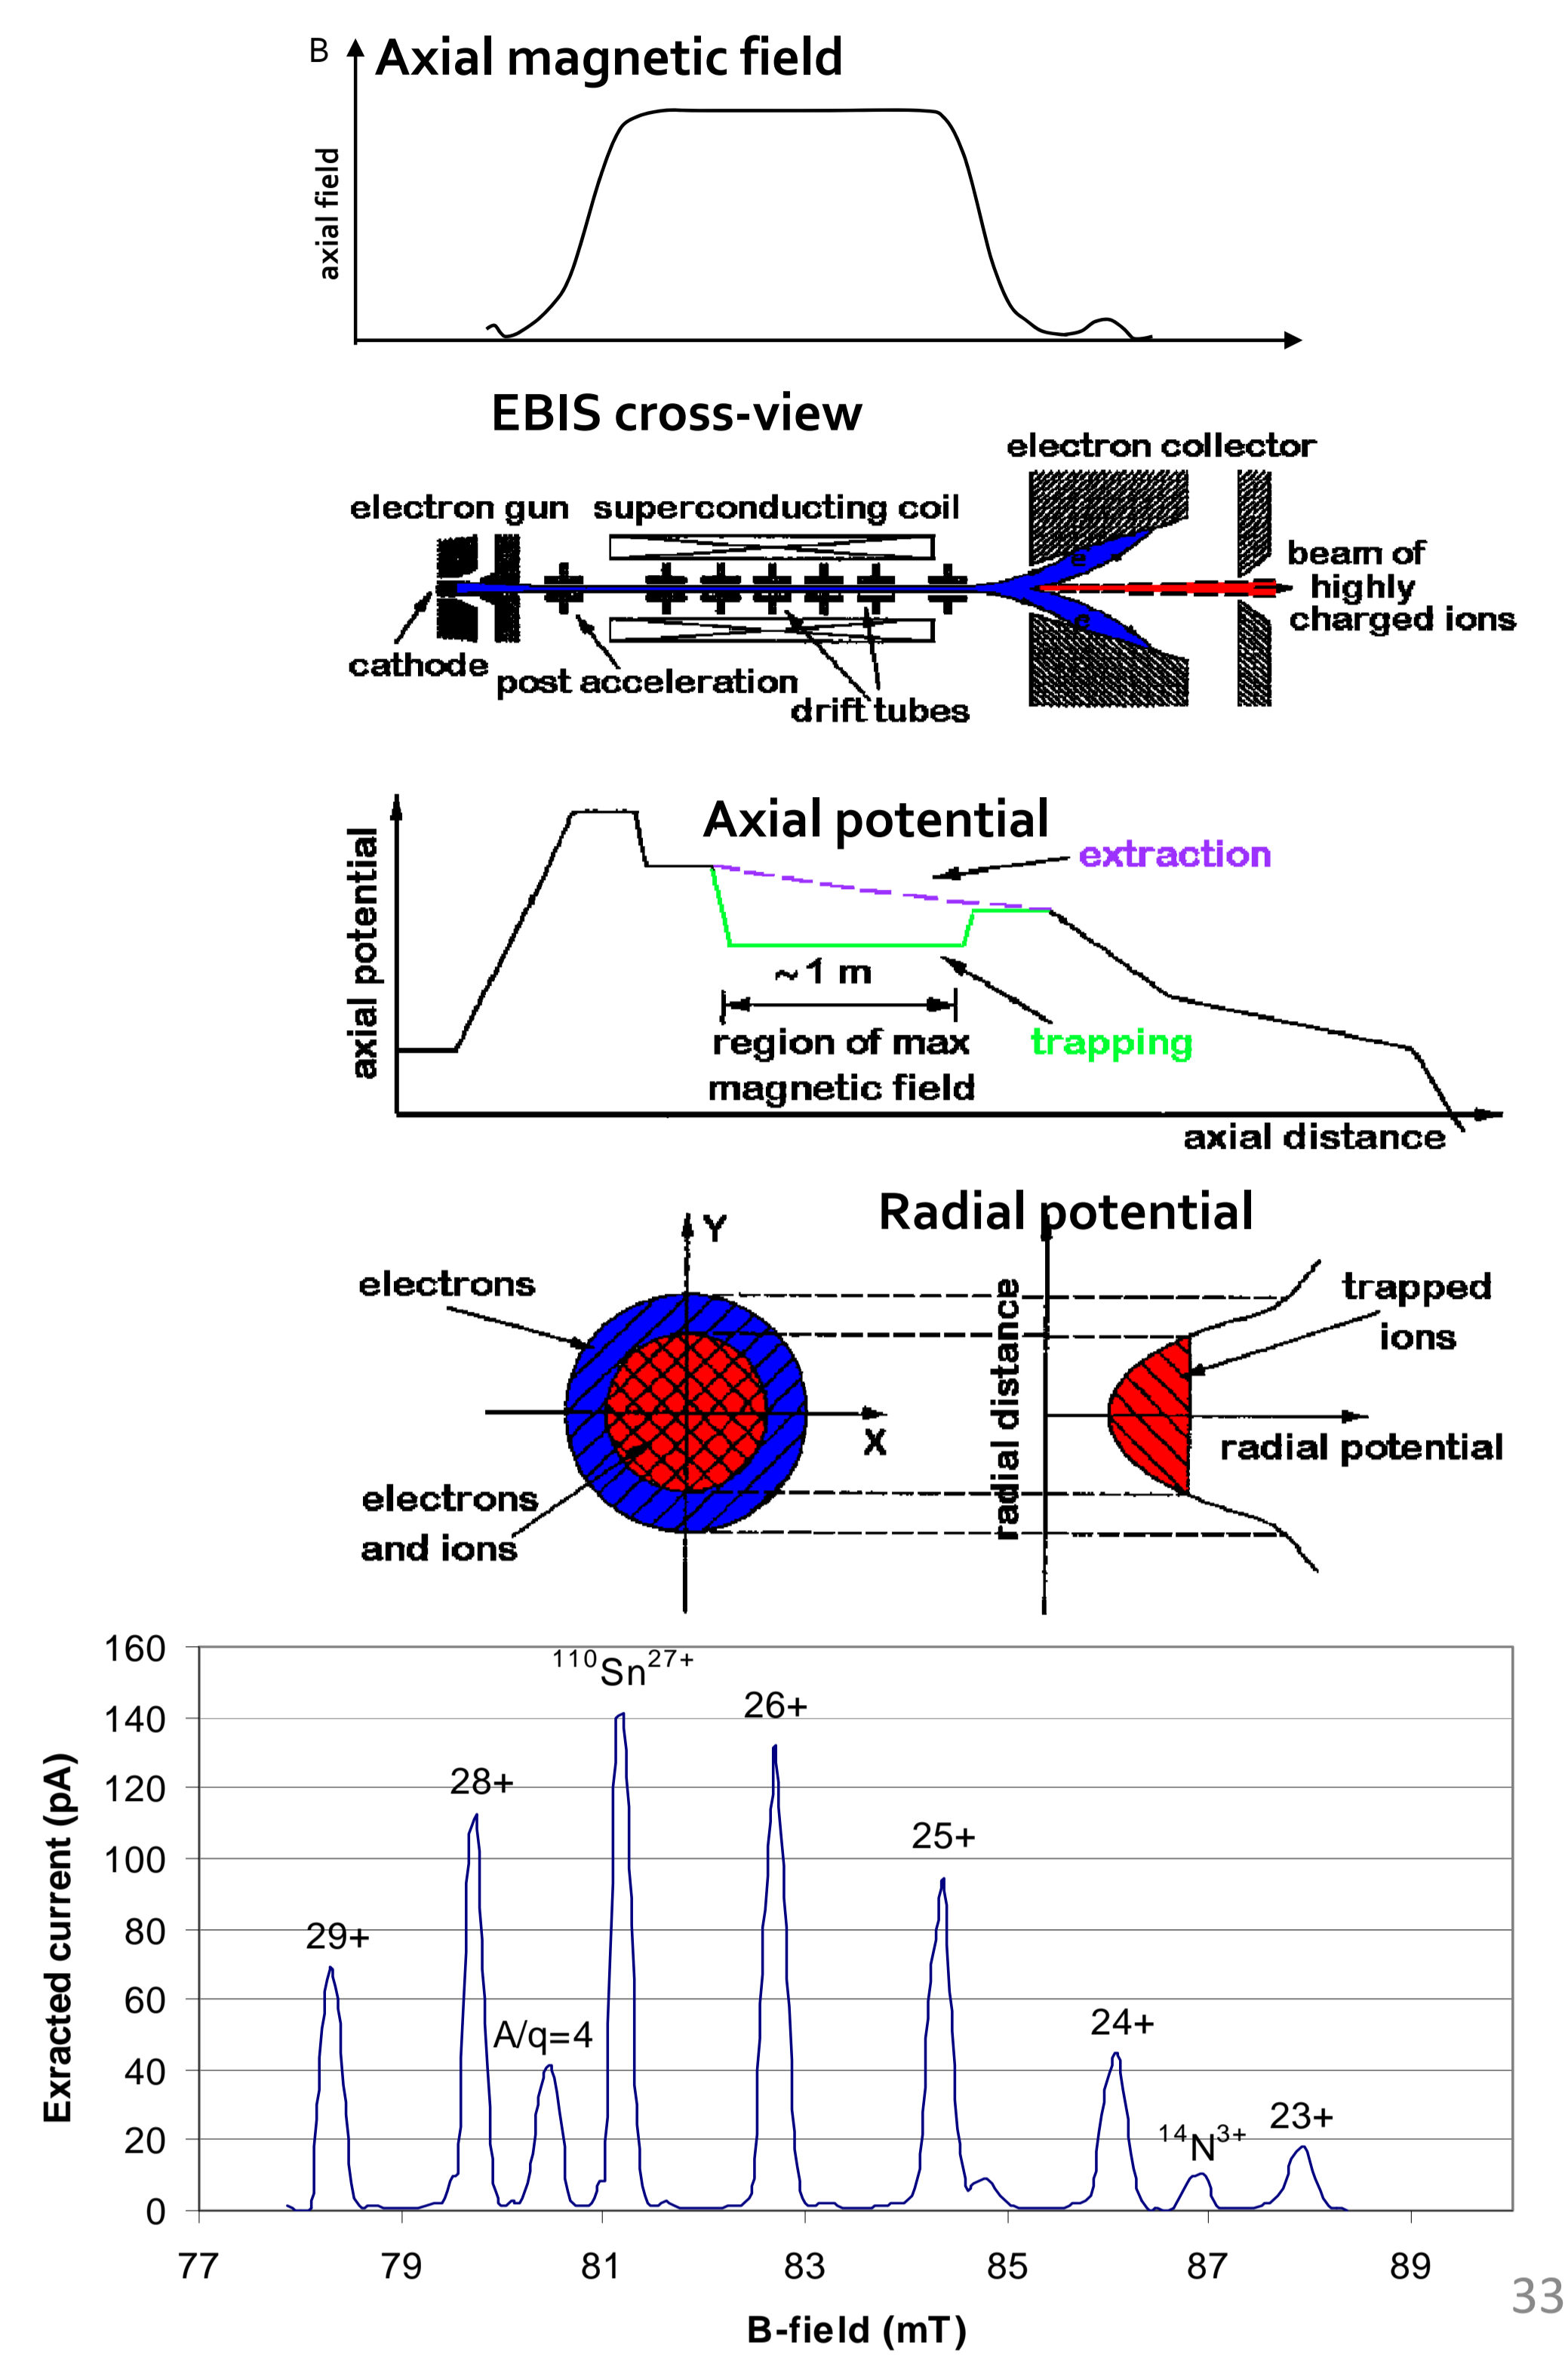 B
Axial magnetic field
axial field
EBIS cross-view
electron collector
electron gun
superconducting coil
e
beam of
highly
charged ions
e
cathode
post acceleration
drift tubes
Axial potential
axial potential
extraction
~ 1 m
region of max
magnetic field
trapping
axial distance
Radial potential
Y
electrons
radial distance
trapped
ions
X
radial potential
electrons
and ions
Exracted current (pA)
160
140
120
100
80
60
40
20
0
29+
28+
A/q=4
110Sn27+
26+
25+
24+
14N3+
23+
77
79
81
83
85
87
89
B-field (mT)
33